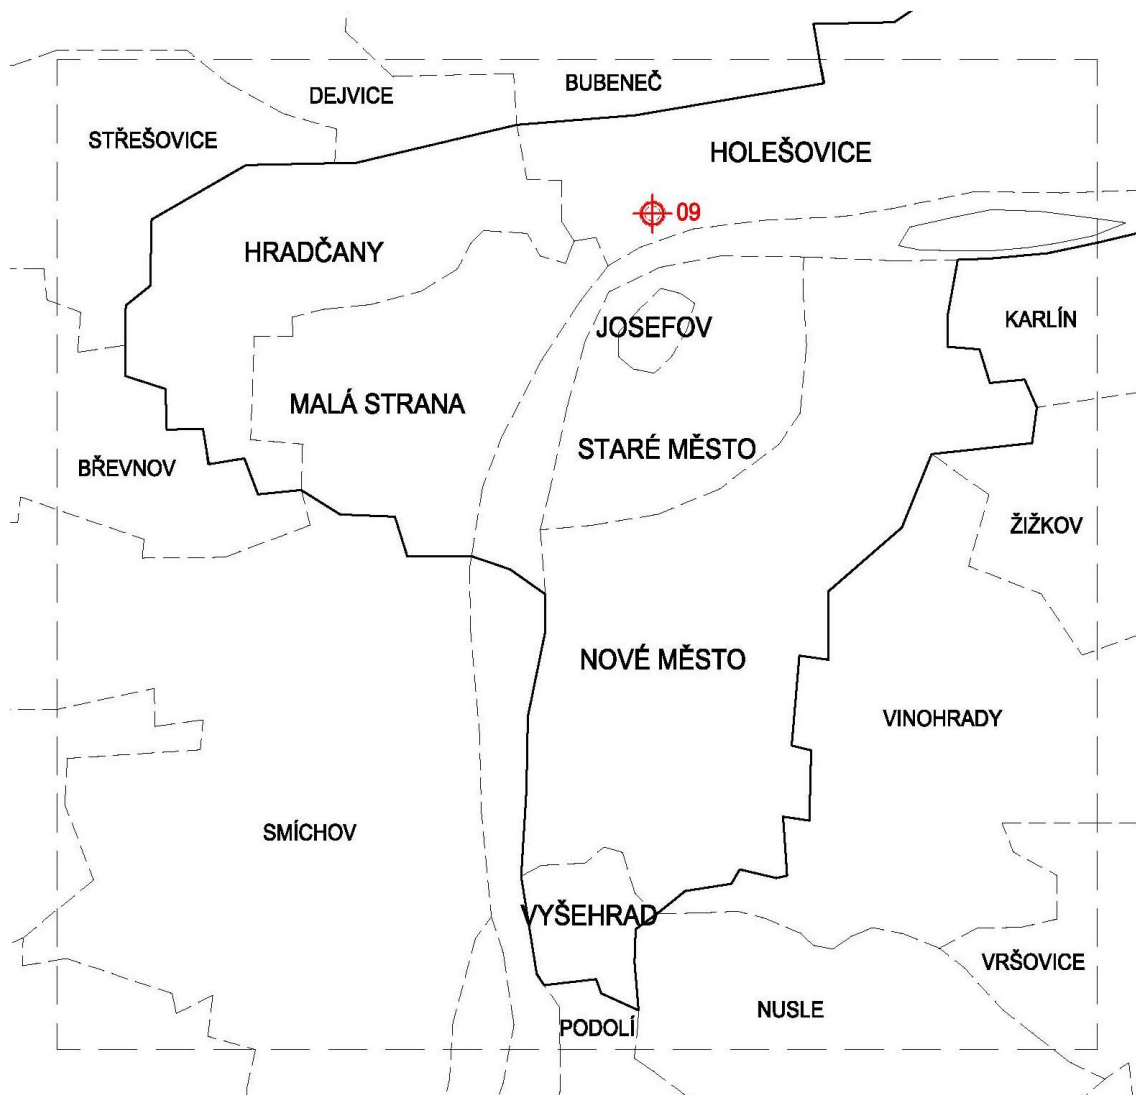 BUBENEČ
DEJVICE
STŘEŠOVICE
HOLEŠOVICE
09
HRADČANY
KARLÍN
JOSEFOV
MALÁ STRANA
STARÉ MĚSTO
BŘEVNOV
ŽIŽKOV
NOVÉ MĚSTO
VINOHRADY
SMÍCHOV
VYŠEHRAD
VRŠOVICE
NUSLE
PODOLÍ